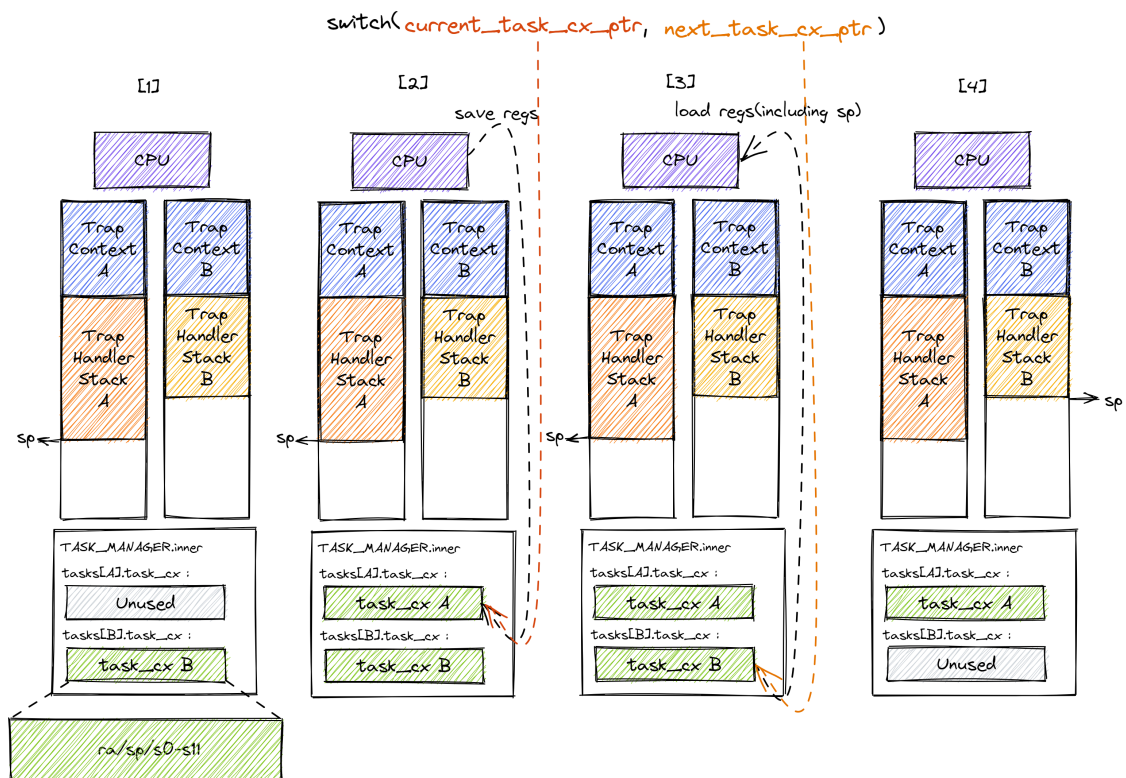 switch(current_task_cx_ptr, next_task_cx_ptr)
[1]
[2]
[3]
[4]
save regs
load regs(including sp)
CPU
CPU
CPU
CPU
Trap
Context
A
Trap
Context
B
Trap
Handler
Stack
A
Trap
Handler
Stack
B
sp
Trap
Context
A
Trap
Context
B
Trap
Handler
Stack
A
Trap
Handler
Stack
B
sp
Trap
Context
A
Trap
Context
B
Trap
Handler
Stack
A
Trap
Handler
Stack
B
sp
Trap
Context
A
Trap
Context
B
Trap
Handler
Stack
A
Trap
Handler
Stack
B
sp
TASK_MANAGER.inner
tasks[A].task_cx :
Unused
tasks[B].task_cx :
task_cx B
ra/sp/s0-s11
TASK_MANAGER.inner
tasks[A].task_cx :
task_cx A
tasks[B].task_cx :
task_cx B
TASK_MANAGER.inner
tasks[A].task_cx :
task_cx A
tasks[B].task_cx :
task_cx B
TASK_MANAGER.inner
tasks[A].task_cx :
task_cx A
tasks[B].task_cx :
Unused